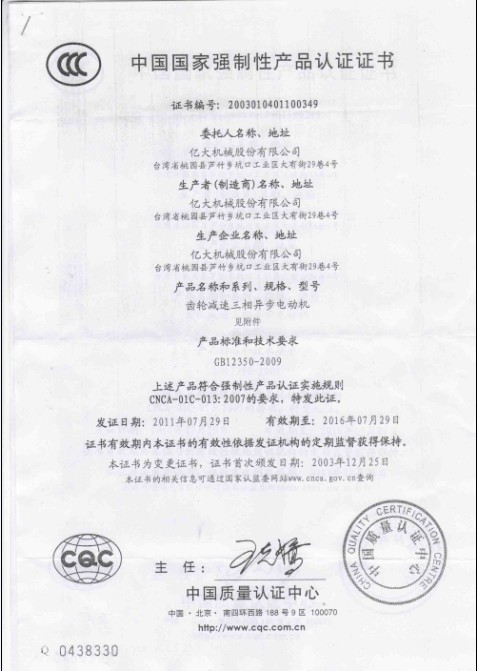 中国国家强制性产品认证证书
证书编号：2003010401100349
委托人名称、地址
亿大机械股份有限公司
台湾省桃园县芦竹乡坑口工业区大有街29巷4号
生产者(制造商)名称、地址
亿大机械股份有限公司
台湾省桃园县芦竹乡坑口工业区大有街29巷4号
生产企业名称、地址
亿大机械股份有限公司
台湾省桃园县芦竹乡坑口工业区大有街29巷4号
产品名称和系列、规格、型号
齿轮减速三相异步电动机
见附件
产品标准和技术要求
GB12350-2009
上述产品符合强制性产品认证实施规则
CNCA-01C-013:2007的要求，特发此证。
发证日期：2011年07月29日 有效期至：2016年07月29日
证书有效期内本证书的有效性依据发证机构的定期监督获得保持。
本证书为变更证书，证书首次颁发日期：2003年12月25日
本证书的相关信息可通过国家认监委网站www.cnca.gov.cn查询
CHINA QUALITY CERTIFICATION CENTRE
中国质量认证中心
CQC
主任：
中国质量认证中心
中国·北京·南四环西路188号9区 100070
http://www.cqc.com.cn
Q 0438330